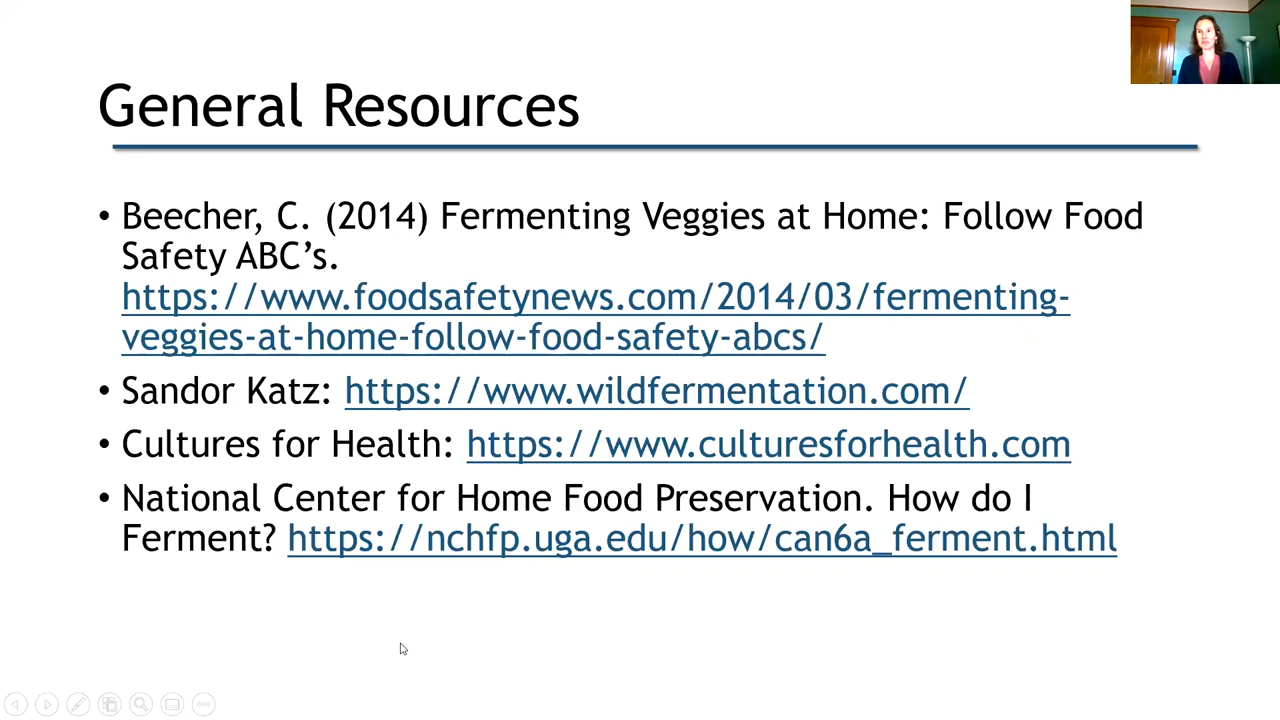 General Resources
• Beecher, C. (2014) Fermenting Veggies at Home: Follow Food
Safety ABC’s.
https://www.foodsafetynews.com/2014/03/fermenting-
veggies-at-home-follow-food-safety-abcs/
• Sandor Katz: https://www.wildfermentation.com/
• Cultures for Health: https://www.culturesforhealth.com
• National Center for Home Food Preservation. How do I
Ferment? https://nchfp.uga.edu/how/can6a_ferment.html